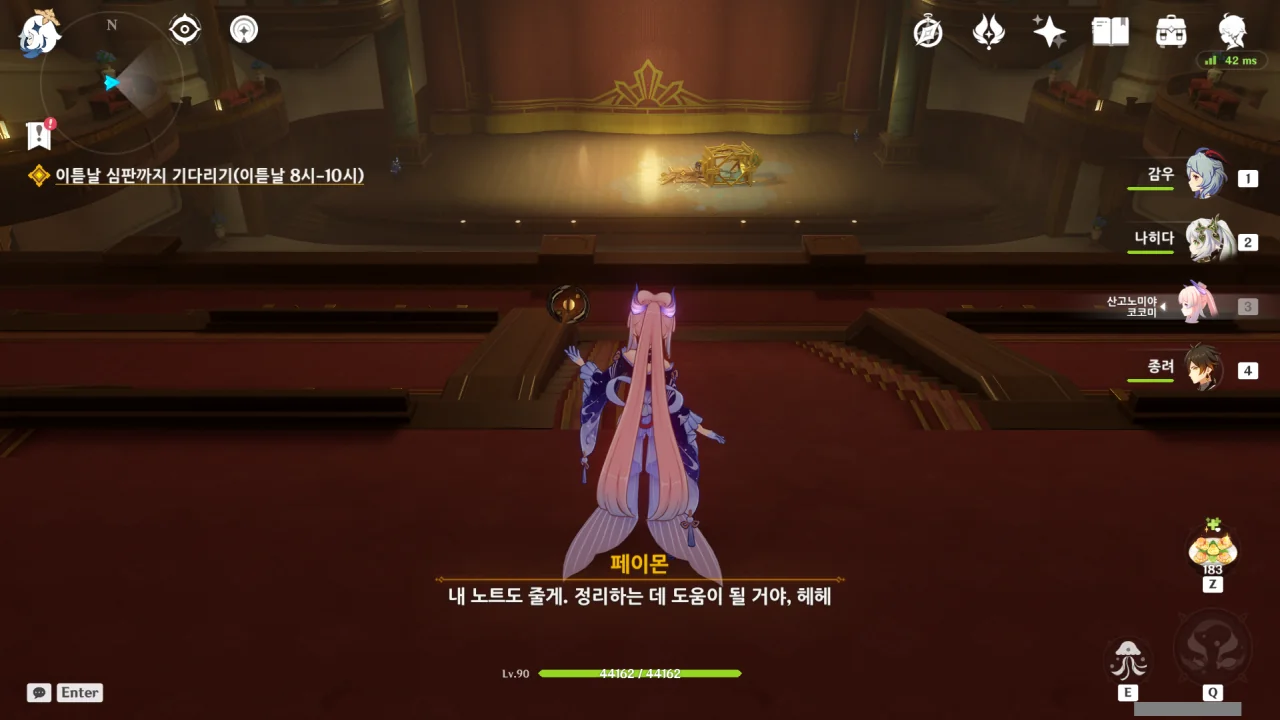 N
42 ms
이튿날 심판까지 기다리기(이튿날 8시-10시)
감우
1
나히다
2
산고노미야
코코미
3
종려
4
페이몬
내 노트도 줄게. 정리하는 데 도움이 될 거야, 헤헤
183
Z
Lv.90
44162 / 44162
Enter
E
Q